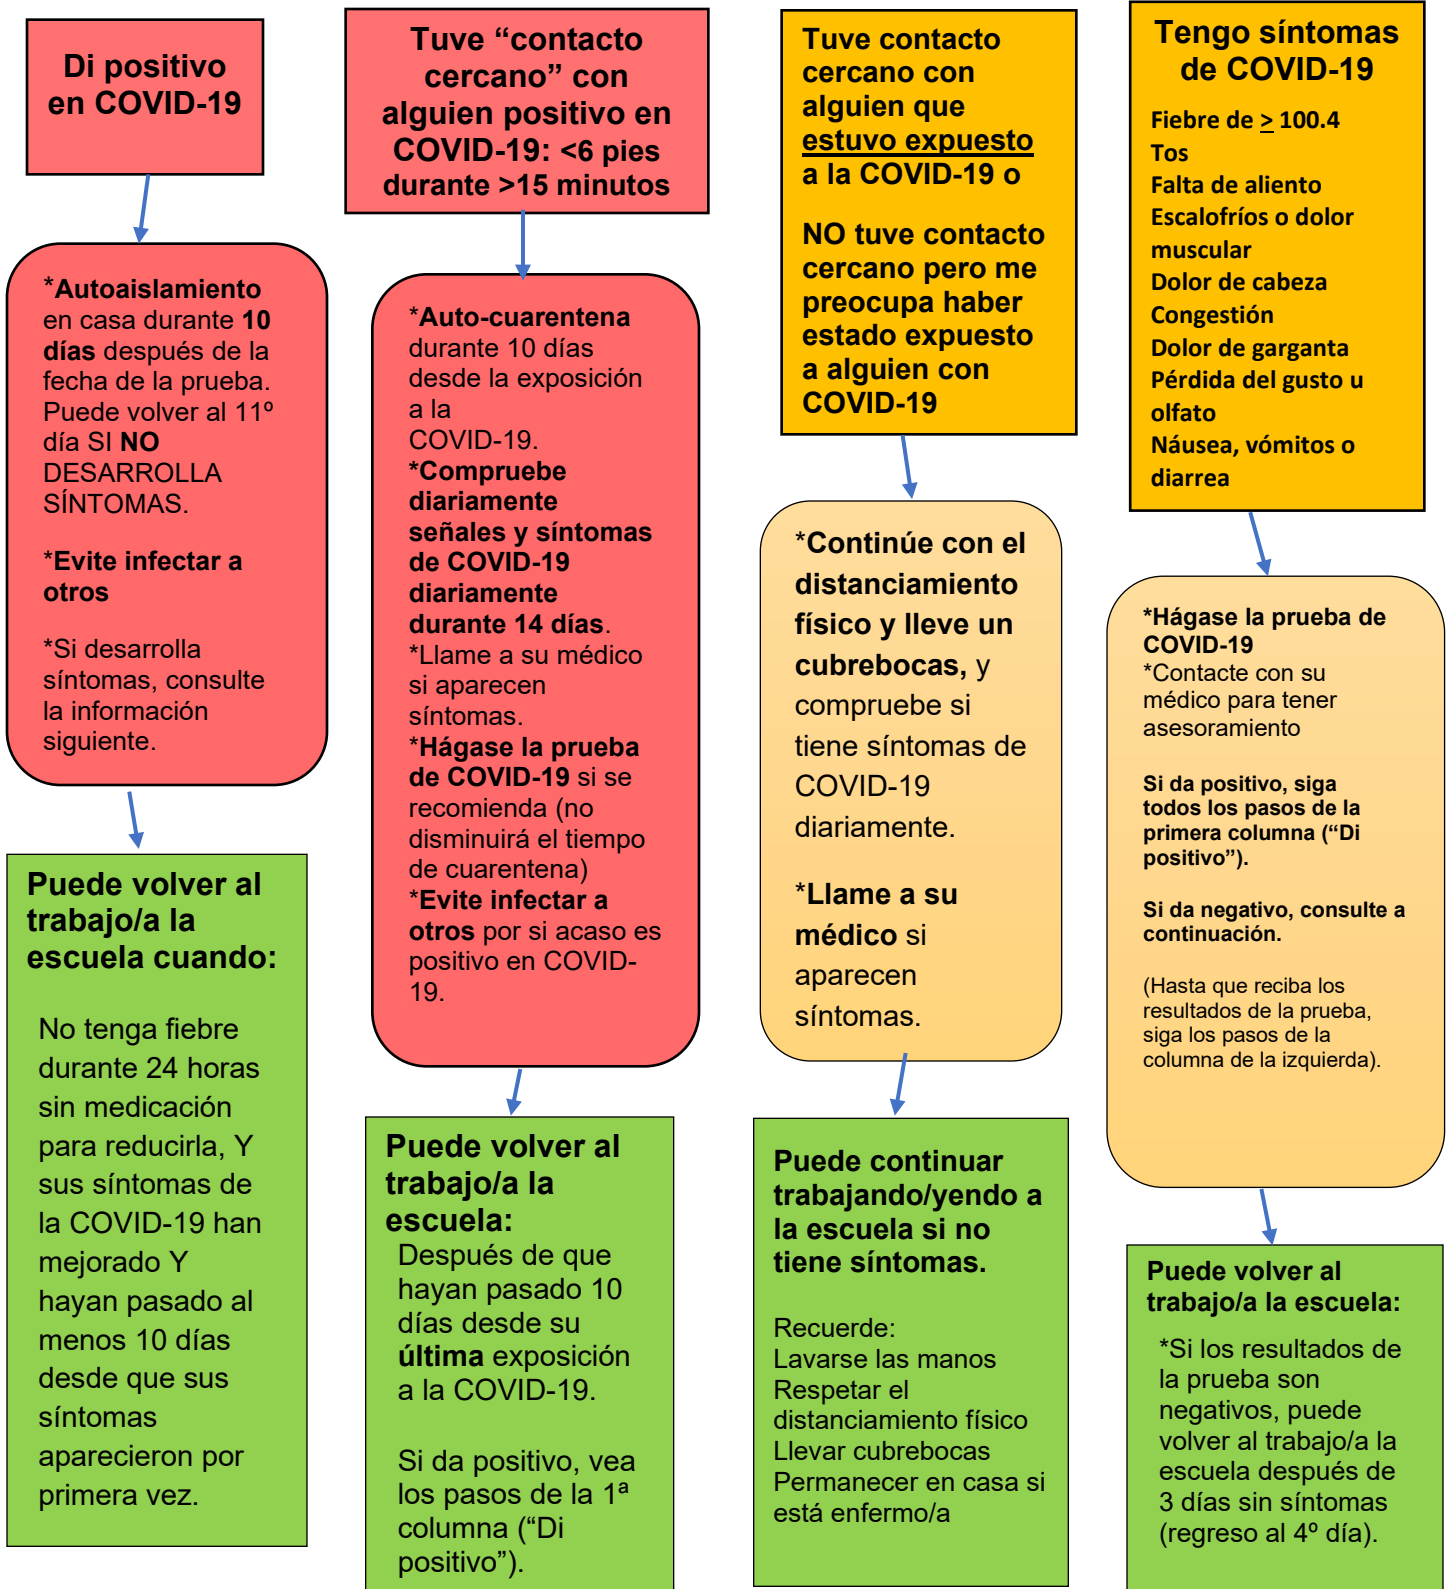 Di positivo
en COVID-19
*Autoaislamiento
en casa durante 10
días después de la
fecha de la prueba.
Puede volver al 11º
día SI NO
DESARROLLA
SÍNTOMAS.
*Evite infectar a
otros
*Si desarrolla
síntomas, consulte
la información
siguiente.
Puede volver al
trabajo/a la
escuela cuando:
No tenga fiebre
durante 24 horas
sin medicación
para reducirla, Y
sus síntomas de
la COVID-19 han
mejorado Y
hayan pasado al
menos 10 días
desde que sus
síntomas
aparecieron por
primera vez.
Tuve “contacto
cercano” con
alguien positivo en
COVID-19: <6 pies
durante >15 minutos
*Auto-cuarentena
durante 10 días
desde la exposición
a la
COVID-19.
*Compruebe
diariamente
señales y síntomas
de COVID-19
diariamente
durante 14 días.
*Llame a su médico
si aparecen
síntomas.
*Hágase la prueba
de COVID-19 si se
recomienda (no
disminuirá el tiempo
de cuarentena)
*Evite infectar a
otros por si acaso es
positivo en COVID-
19.
Puede volver al
trabajo/a la
escuela:
Después de que
hayan pasado 10
días desde su
última exposición
a la COVID-19.
Si da positivo, vea
los pasos de la 1ª
columna (“Di
positivo”).
Tuve contacto
cercano con
alguien que
estuvo expuesto
a la COVID-19 o
NO tuve contacto
cercano pero me
preocupa haber
estado expuesto
a alguien con
COVID-19
*Continúe con el
distanciamiento
físico y lleve un
cubrebocas, y
compruebe si
tiene síntomas de
COVID-19
diariamente.
*Llame a su
médico si
aparecen
síntomas.
Puede continuar
trabajando/yendo a
la escuela si no
tiene síntomas.
Recuerde:
Lavarse las manos
Respetar el
distanciamiento físico
Llevar cubrebocas
Permanecer en casa si
está enfermo/a
Tengo síntomas
de COVID-19
Fiebre de ≥ 100.4
Tos
Falta de aliento
Escalofríos o dolor
muscular
Dolor de cabeza
Congestión
Dolor de garganta
Pérdida del gusto u
olfato
Náusea, vómitos o
diarrea
*Hágase la prueba de
COVID-19
*Contacte con su
médico para tener
asesoramiento
Si da positivo, siga
todos los pasos de la
primera columna (“Di
positivo”).
Si da negativo, consulte a
continuación.
(Hasta que reciba los
resultados de la prueba,
siga los pasos de la
columna de la izquierda).
Puede volver al
trabajo/a la escuela:
*Si los resultados de
la prueba son
negativos, puede
volver al trabajo/a la
escuela después de
3 días sin síntomas
(regreso al 4º día).